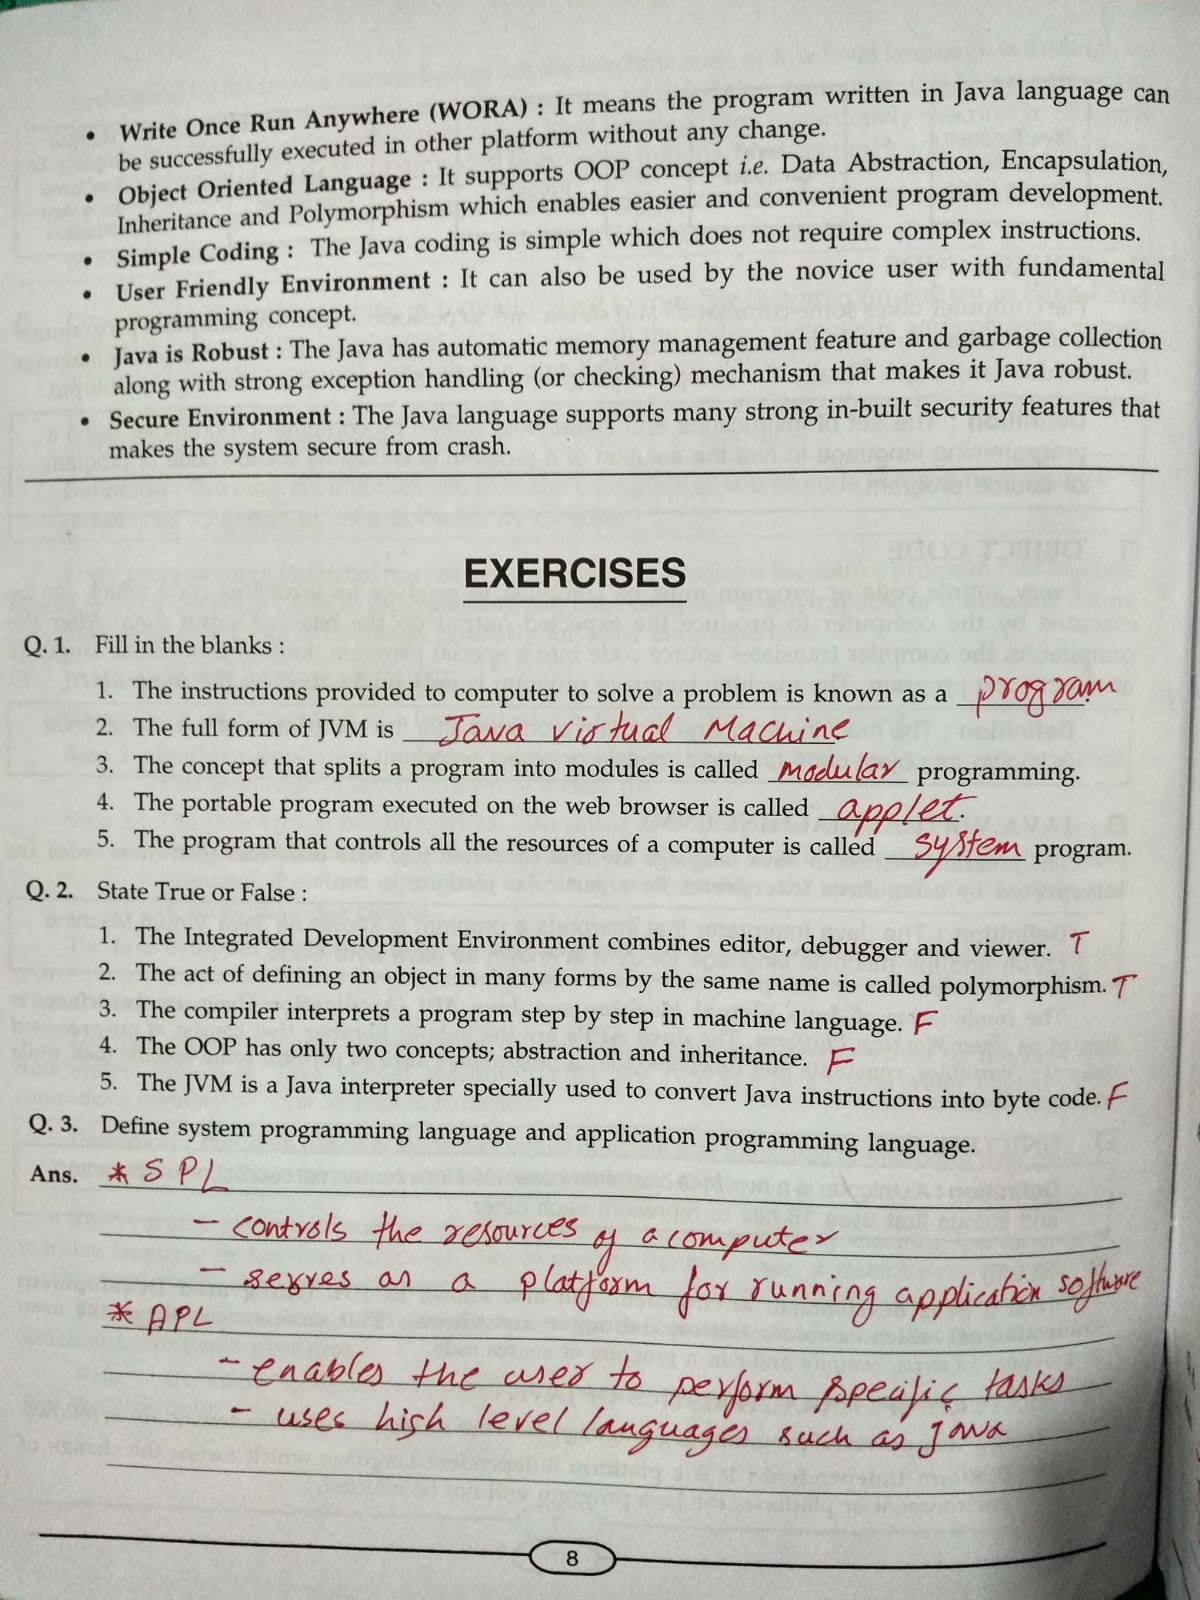 • Write Once Run Anywhere (WORA) : It means the program written in Java language can
be successfully executed in other platform without any change.
• Object Oriented Language : It supports OOP concept i.e. Data Abstraction, Encapsulation,
Inheritance and Polymorphism which enables easier and convenient program development.
• Simple Coding : The Java coding is simple which does not require complex instructions.
• User Friendly Environment : It can also be used by the novice user with fundamental
programming concept.
• Java is Robust : The Java has automatic memory management feature and garbage collection
along with strong exception handling (or checking) mechanism that makes it Java robust.
• Secure Environment : The Java language supports many strong in-built security features that
makes the system secure from crash.
EXERCISES
Q. 1. Fill in the blanks :
1. The instructions provided to computer to solve a problem is known as a program.
2. The full form of JVM is Java virtual Machine
3. The concept that splits a program into modules is called modular programming.
4. The portable program executed on the web browser is called applet.
5. The program that controls all the resources of a computer is called system program.
Q. 2. State True or False :
1. The Integrated Development Environment combines editor, debugger and viewer. T
2. The act of defining an object in many forms by the same name is called polymorphism. T
3. The compiler interprets a program step by step in machine language. F
4. The OOP has only two concepts; abstraction and inheritance. F
5. The JVM is a Java interpreter specially used to convert Java instructions into byte code. F
Q. 3. Define system programming language and application programming language.
Ans. * SPL
- controls the resources of a computer
- serves as a platform for running application software
* APL
- enables the user to perform specific tasks
- uses high level languages such as java
8